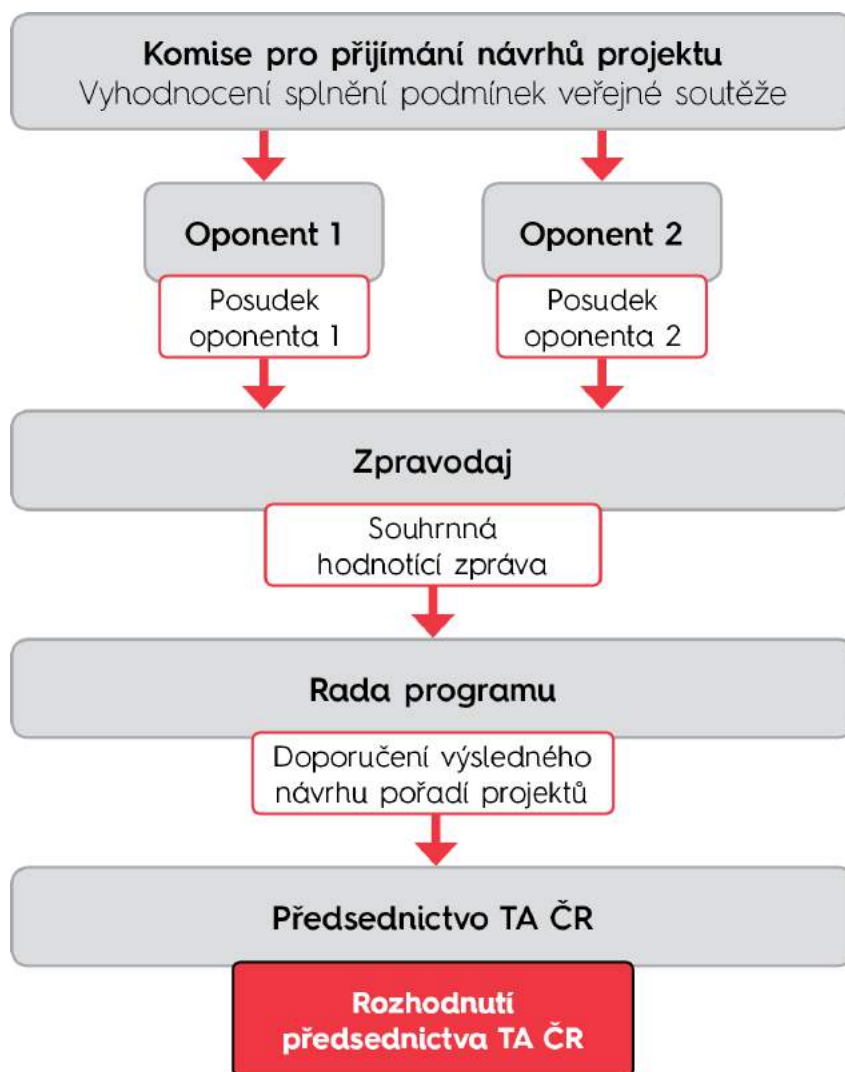 Komise pro přijímání návrhů projektu
Vyhodnocení splnění podmínek veřejné soutěže
Oponent 1
Oponent 2
Posudek
oponenta 1
Posudek
oponenta 2
Zpravodaj
Souhrnná
hodnotící zpráva
Rada programu
Doporučení výsledného
návrhu pořadí projektů
Předsednictvo TA ČR
Rozhodnutí
předsednictva TA ČR